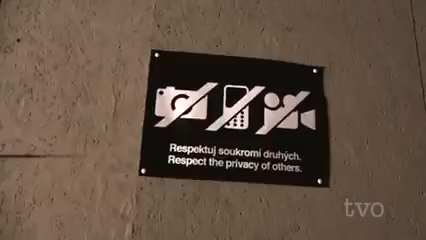 Respektuj soukromí druhých.
Respect the privacy of others.
tvo